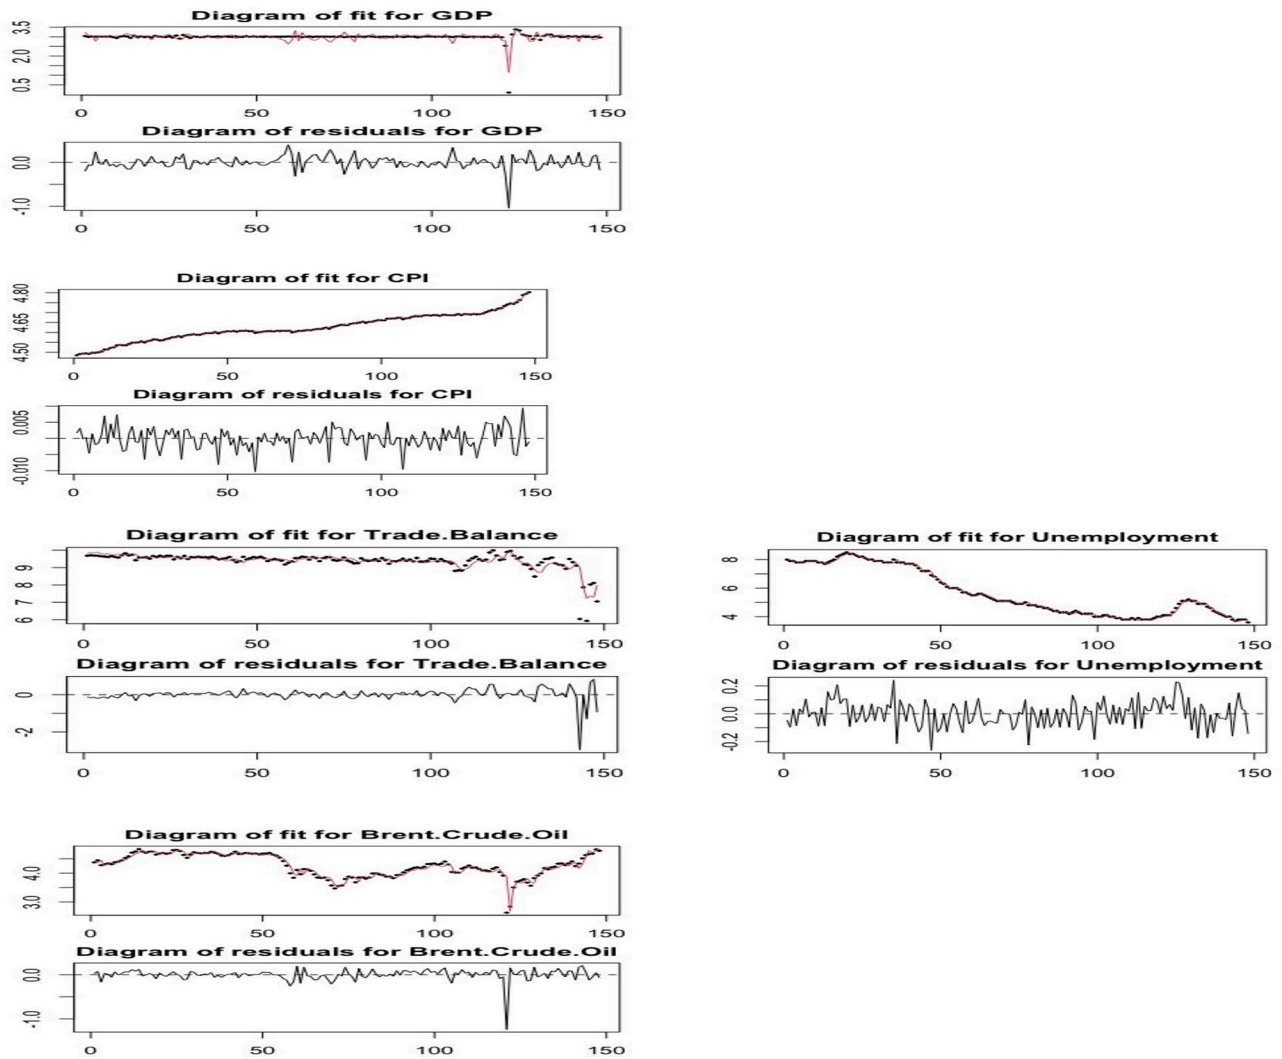 Diagram of fit for GDP
3.5
2.0
0.5
0 50 100 150
Diagram of residuals for GDP
0.0
-1.0
0 50 100 150
Diagram of fit for CPI
4.80
4.65
4.50
0 50 100 150
Diagram of residuals for CPI
0.005
-0.010
0 50 100 150
Diagram of fit for Trade.Balance
9
8
7
6
0 50 100 150
Diagram of residuals for Trade.Balance
0
-2
0 50 100 150
Diagram of fit for Unemployment
8
6
4
0 50 100 150
Diagram of residuals for Unemployment
0.2
0.0
-0.2
0 50 100 150
Diagram of fit for Brent.Crude.Oil
4.0
3.0
0 50 100 150
Diagram of residuals for Brent.Crude.Oil
0.0
-1.0
0 50 100 150